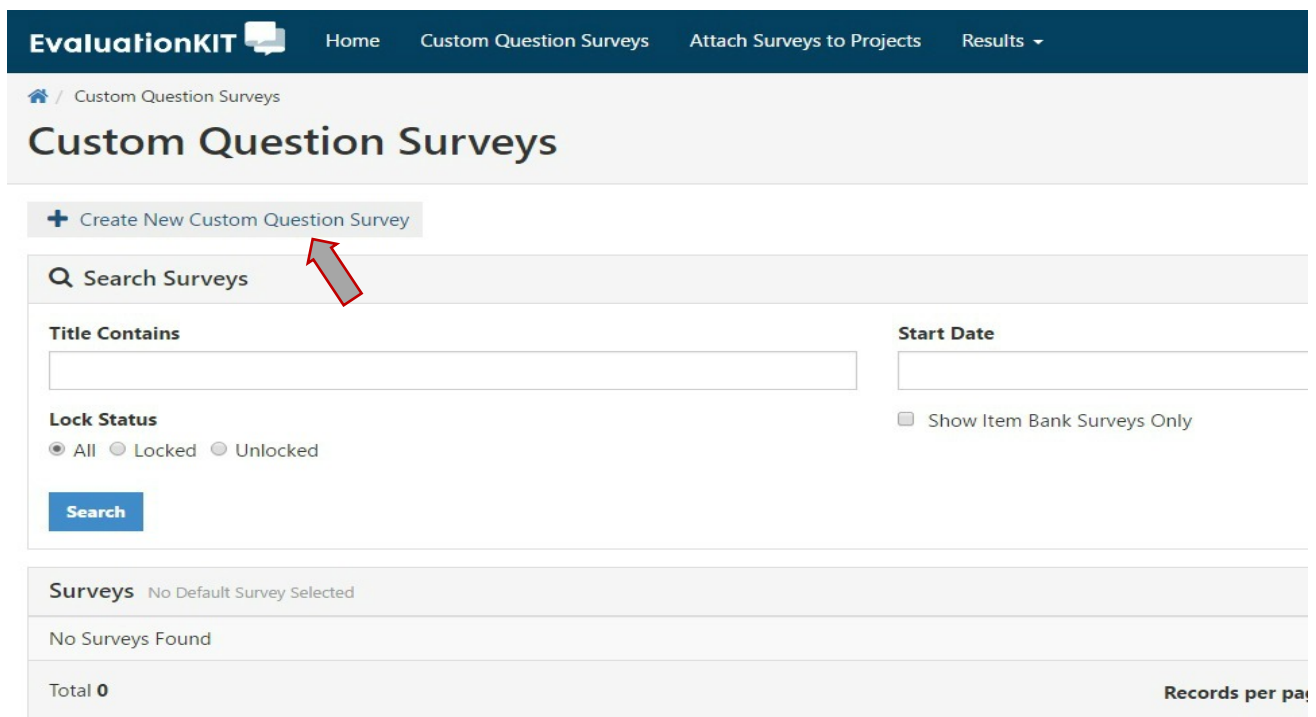 EvaluationKIT Home Custom Question Surveys Attach Surveys to Projects Results
/ Custom Question Surveys
Custom Question Surveys
Create New Custom Question Survey
Search Surveys
Title Contains Start Date
Lock Status Show Item Bank Surveys Only
All Locked Unlocked
Search
Surveys No Default Survey Selected
No Surveys Found
Total 0 Records per